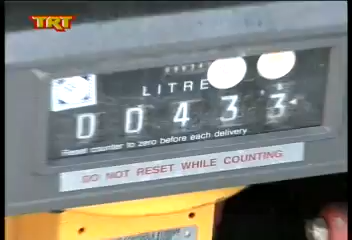 TRT
LITRE
0 0 4 3 3
Reset counter to zero before each delivery
DO NOT RESET WHILE COUNTING